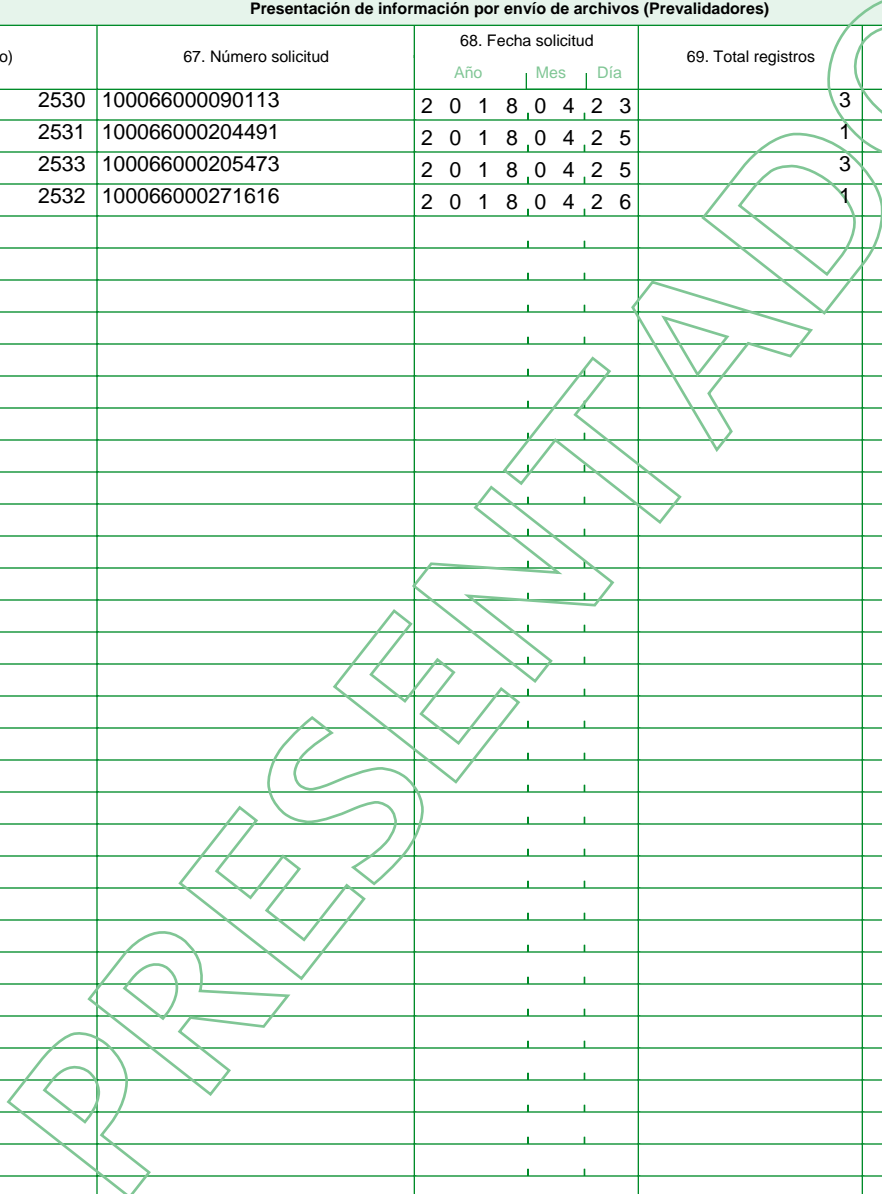 Presentación de información por envío de archivos (Prevalidadores)
o) 67. Número solicitud 68. Fecha solicitud 69. Total registros
Año Mes Día
2530 100066000090113 2 0 1 8 0 4 2 3 3
2531 100066000204491 2 0 1 8 0 4 2 5 1
2533 100066000205473 2 0 1 8 0 4 2 5 3
2532 100066000271616 2 0 1 8 0 4 2 6 1
PRESENTADO